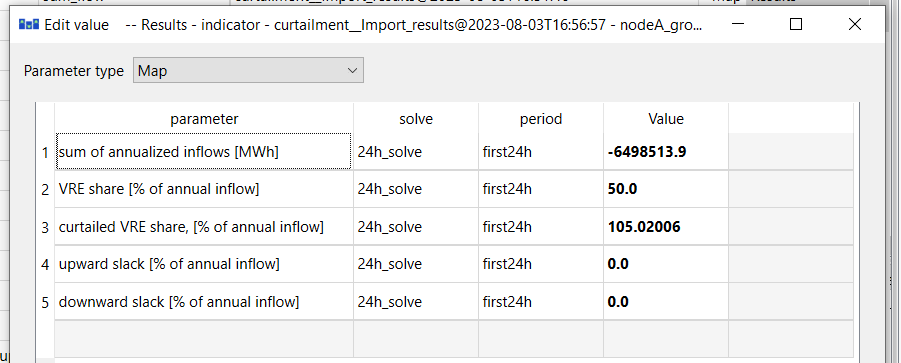 Edit value -- Results - indicator - curtailment__Import_results@2023-08-03T16:56:57 - nodeA_gro...
Parameter type Map
parameter solve period Value
1 sum of annualized inflows [MWh] 24h_solve first24h -6498513.9
2 VRE share [% of annual inflow] 24h_solve first24h 50.0
3 curtailed VRE share, [% of annual inflow] 24h_solve first24h 105.02006
4 upward slack [% of annual inflow] 24h_solve first24h 0.0
5 downward slack [% of annual inflow] 24h_solve first24h 0.0